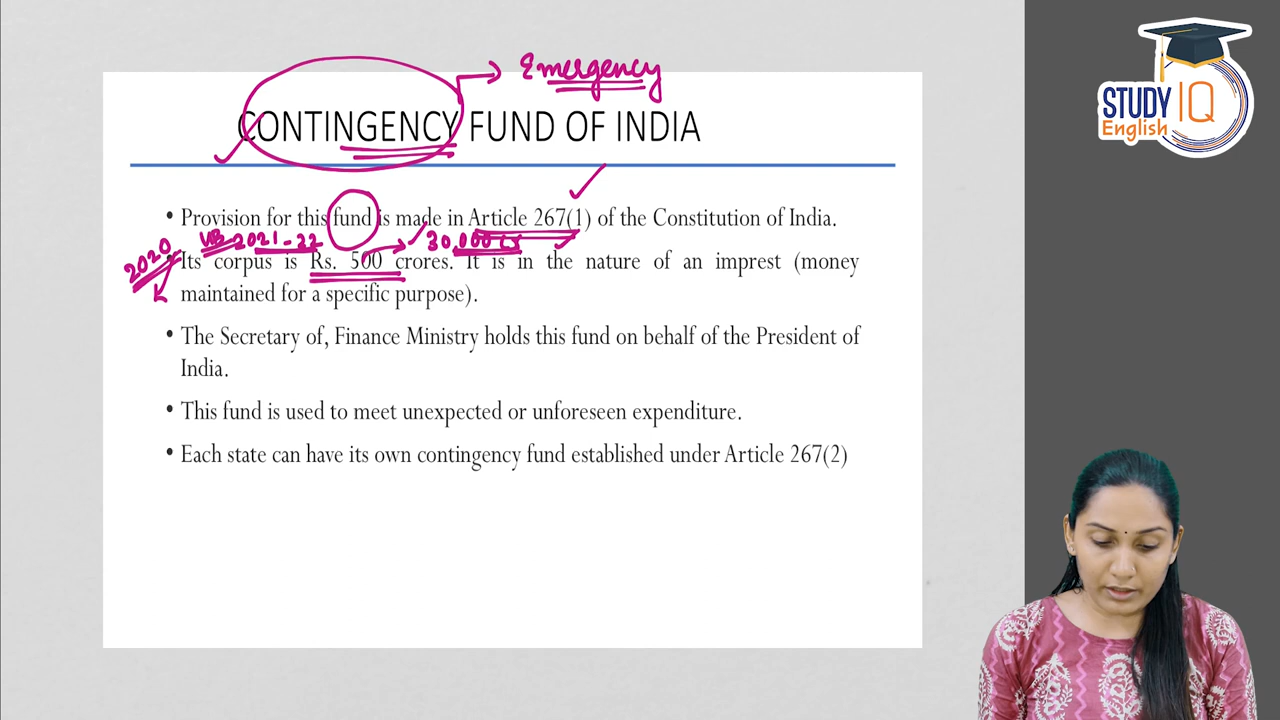 Emergency
CONTINGENCY FUND OF INDIA
• Provision for this fund is made in Article 267(1) of the Constitution of India.
2020 UB 2021-22 30,000 cr
• Its corpus is Rs. 500 crores. It is in the nature of an imprest (money
maintained for a specific purpose).
• The Secretary of, Finance Ministry holds this fund on behalf of the President of
India.
• This fund is used to meet unexpected or unforeseen expenditure.
• Each state can have its own contingency fund established under Article 267(2)
STUDY IQ
English